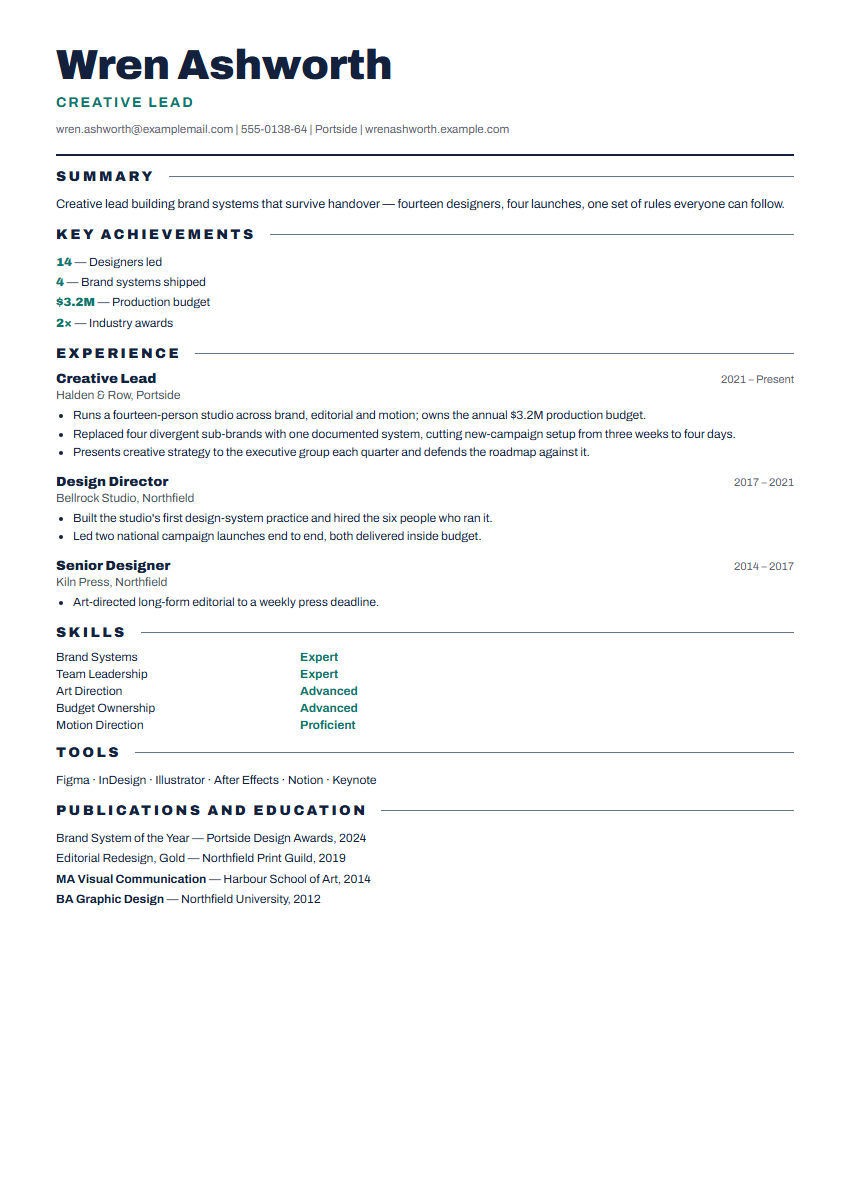 Wren Ashworth
CREATIVE LEAD
wren.ashworth@examplemail.com | 555-0138-64 | Portside | wrenashworth.example.com
SUMMARY
Creative lead building brand systems that survive handover — fourteen designers, four launches, one set of rules everyone can follow.
KEY ACHIEVEMENTS
14 — Designers led
4 — Brand systems shipped
$3.2M — Production budget
2× — Industry awards
EXPERIENCE
Creative Lead 2021 – Present
Halden & Row, Portside
• Runs a fourteen-person studio across brand, editorial and motion; owns the annual $3.2M production budget.
• Replaced four divergent sub-brands with one documented system, cutting new-campaign setup from three weeks to four days.
• Presents creative strategy to the executive group each quarter and defends the roadmap against it.
Design Director 2017 – 2021
Bellrock Studio, Northfield
• Built the studio's first design-system practice and hired the six people who ran it.
• Led two national campaign launches end to end, both delivered inside budget.
Senior Designer 2014 – 2017
Kiln Press, Northfield
• Art-directed long-form editorial to a weekly press deadline.
SKILLS
Brand Systems Expert
Team Leadership Expert
Art Direction Advanced
Budget Ownership Advanced
Motion Direction Proficient
TOOLS
Figma · InDesign · Illustrator · After Effects · Notion · Keynote
PUBLICATIONS AND EDUCATION
Brand System of the Year — Portside Design Awards, 2024
Editorial Redesign, Gold — Northfield Print Guild, 2019
MA Visual Communication — Harbour School of Art, 2014
BA Graphic Design — Northfield University, 2012